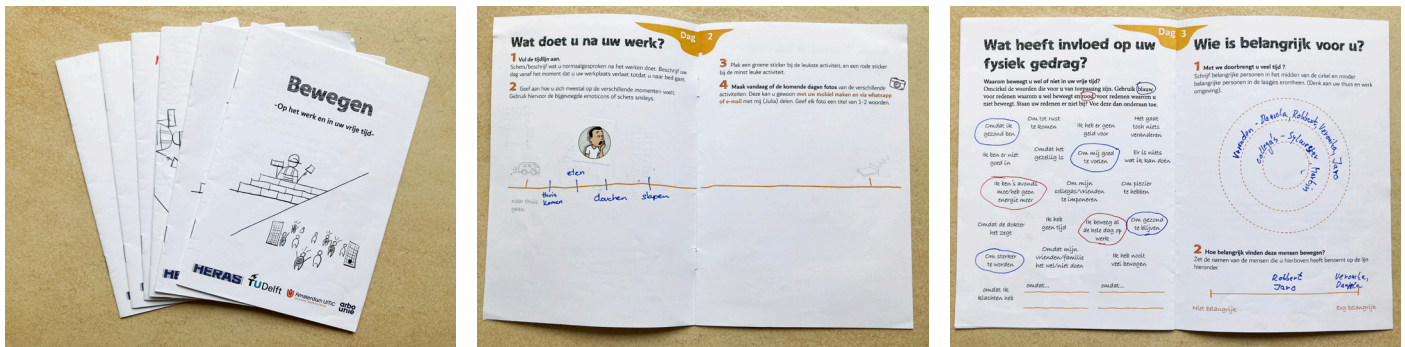 Bewegen
-Op het werk en in uw vrije tijd-
HERAS
TU Delft
Amsterdam UMC
arbo
unie
Dag 2
Wat doet u na uw werk?
1 Vul de tijdlijn aan.
Schets/beschrijf wat u normaalgesproken na het werken doet. Beschrijf uw
dag vanaf het moment dat u uw werkplaats verlaat totdat u naar bed gaat.
2 Geef aan hoe u zich meestal op de verschillende momenten voelt.
Gebruik hiervoor de bijgevoegde emoticons of schets smileys.
naar thuis
gaan
thuis
komen
eten
douchen
slapen
3 Plak een groene sticker bij de leukste activiteit, en een rode sticker
bij de minst leuke activiteit.
4 Maak vandaag of de komende dagen fotos van de verschillende
activiteiten. Deze kan u gewoon met uw mobiel maken en via whatsapp
of e-mail met mij (Julia) delen. Geef elk foto een titel van 1-2 woorden.
Dag 3
Wat heeft invloed op uw
fysiek gedrag?
Waarom beweegt u wel of niet in uw vrije tijd?
Omcirkel de woorden die voor u van toepassing zijn. Gebruik blauw
voor redenen waarom u wel beweegt en rood voor redenen waarom u
niet beweegt. Staan uw redenen er niet bij? Voe deze dan onderaan toe.
Omdat ik
gezond ben
Om tot rust
te komen
Ik heb er geen
geld voor
Het gaat
toch niets
veranderen
Ik ben er niet
goed in
Omdat het
gezellig is
Om mij goed
te voelen
Er is niets
wat ik kan doen
Ik ben 's avonds
moe/heb geen
energie meer
Om mijn
collegas/vrienden
te imponeren
Om plezier
te hebben
Omdat de dokter
het zegt
Ik heb
geen tijd
Ik beweeg al
de hele dag op
werk
Om gezond
te blijven
Om sterker
te worden
Omdat mijn
vrienden/familie
het wel/niet doen
Ik heb nooit
veel bewogen
omdat ik
klachten heb
omdat...
omdat...
Wie is belangrijk voor u?
1 Met we doorbrengt u veel tijd ?
Schrijf belangrijke personen in het midden van de cirkel en minder
belangrijke personen in de laagjes eromheen. (Denk aan uw thuis en werk
omgeving).
Vrienden - Daniela, Robbert, Veronika, Jaro
collega's - Sylwester, Marlin
2 Hoe belangrijk vinden deze mensen bewegen?
Zet de namen van de mensen die u hierboven heeft benoemt op de lijn
hieronder.
Robbert
Jaro
Veronika,
Daniela
Niet belangrijk
Erg belangrijk